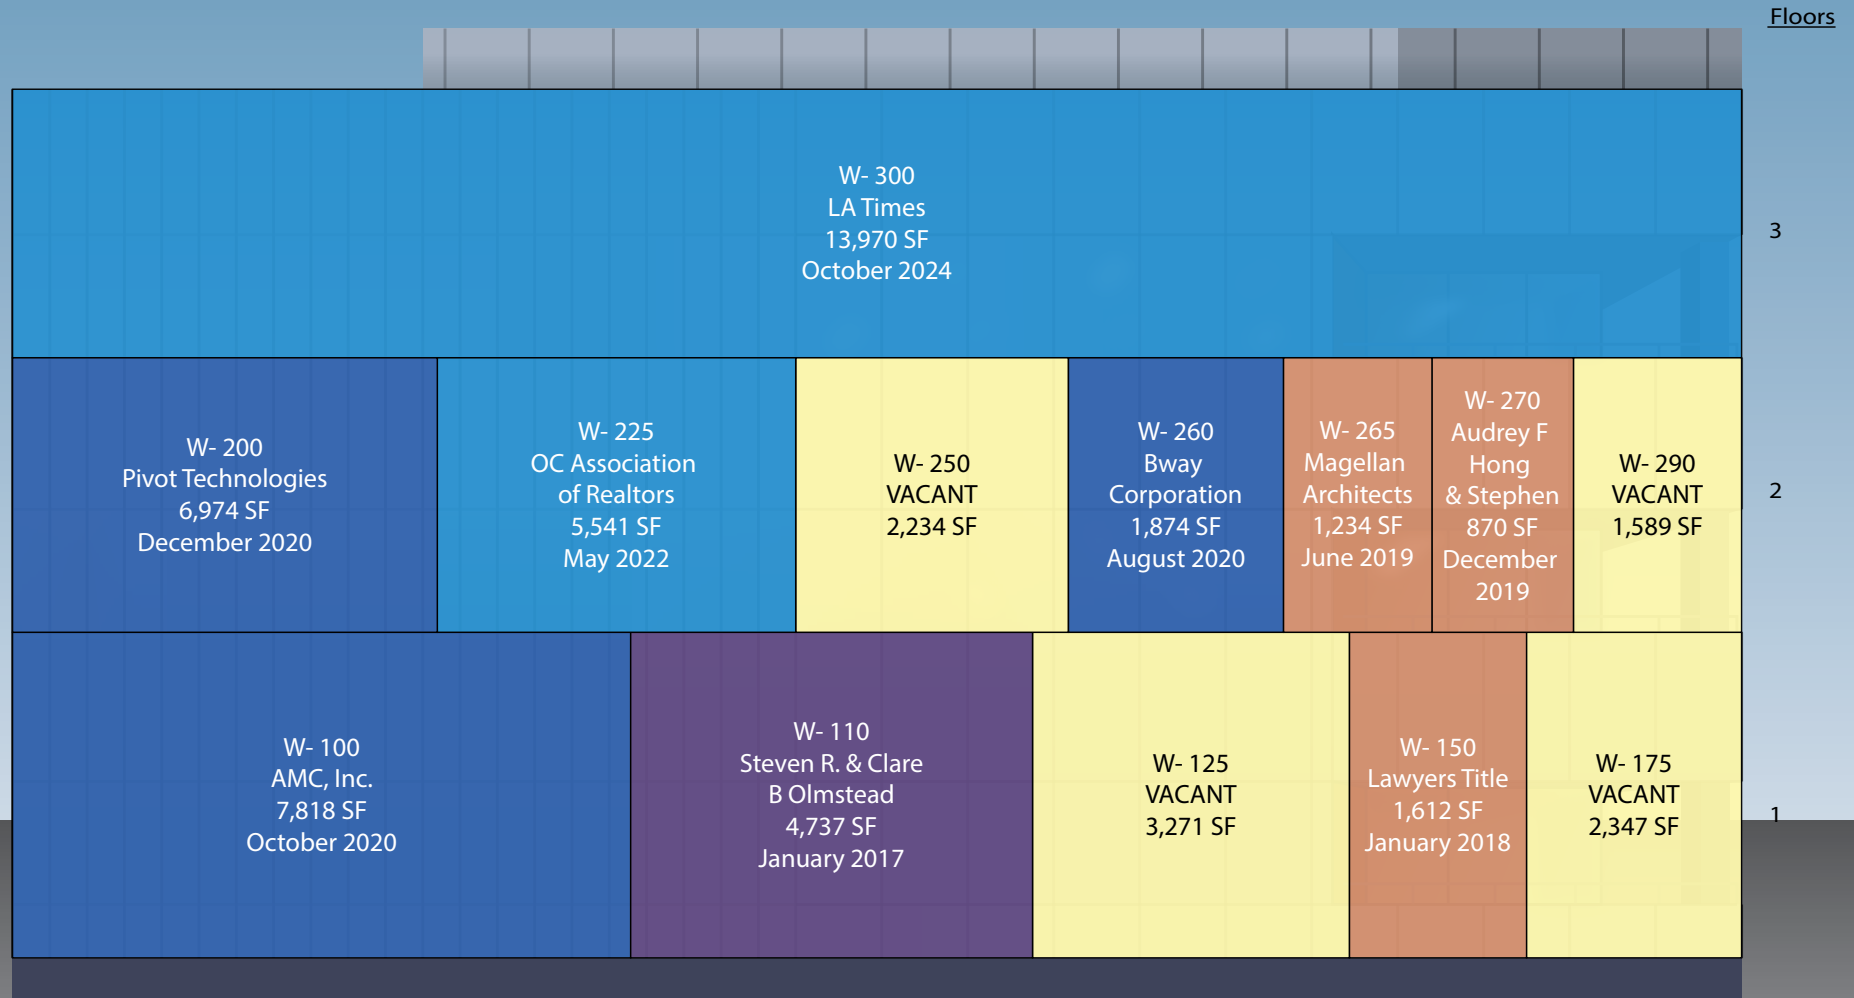 Floors
W- 300
LA Times
13,970 SF
October 2024
3
W- 200
Pivot Technologies
6,974 SF
December 2020
W- 225
OC Association
of Realtors
5,541 SF
May 2022
W- 250
VACANT
2,234 SF
W- 260
Bway
Corporation
1,874 SF
August 2020
W- 265
Magellan
Architects
1,234 SF
June 2019
W- 270
Audrey F
Hong
& Stephen
870 SF
December
2019
W- 290
VACANT
1,589 SF
2
W- 100
AMC, Inc.
7,818 SF
October 2020
W- 110
Steven R. & Clare
B Olmstead
4,737 SF
January 2017
W- 125
VACANT
3,271 SF
W- 150
Lawyers Title
1,612 SF
January 2018
W- 175
VACANT
2,347 SF
1